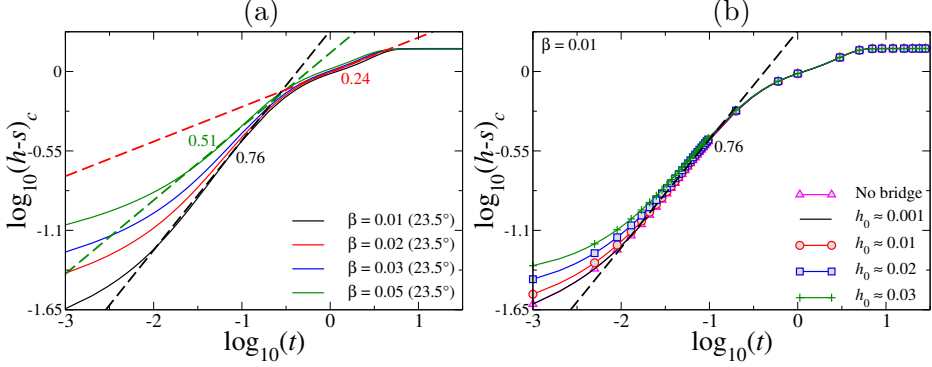 (a)
(b)
log10(h-s)c
0
-0.55
-1.1
-1.65
0.24
0.51
0.76
β = 0.01 (23.5°)
β = 0.02 (23.5°)
β = 0.03 (23.5°)
β = 0.05 (23.5°)
-3
-2
-1
0
1
log10(t)
β = 0.01
log10(h-s)c
0
-0.55
-1.1
-1.65
0.76
No bridge
h0 ≈ 0.001
h0 ≈ 0.01
h0 ≈ 0.02
h0 ≈ 0.03
-3
-2
-1
0
1
log10(t)